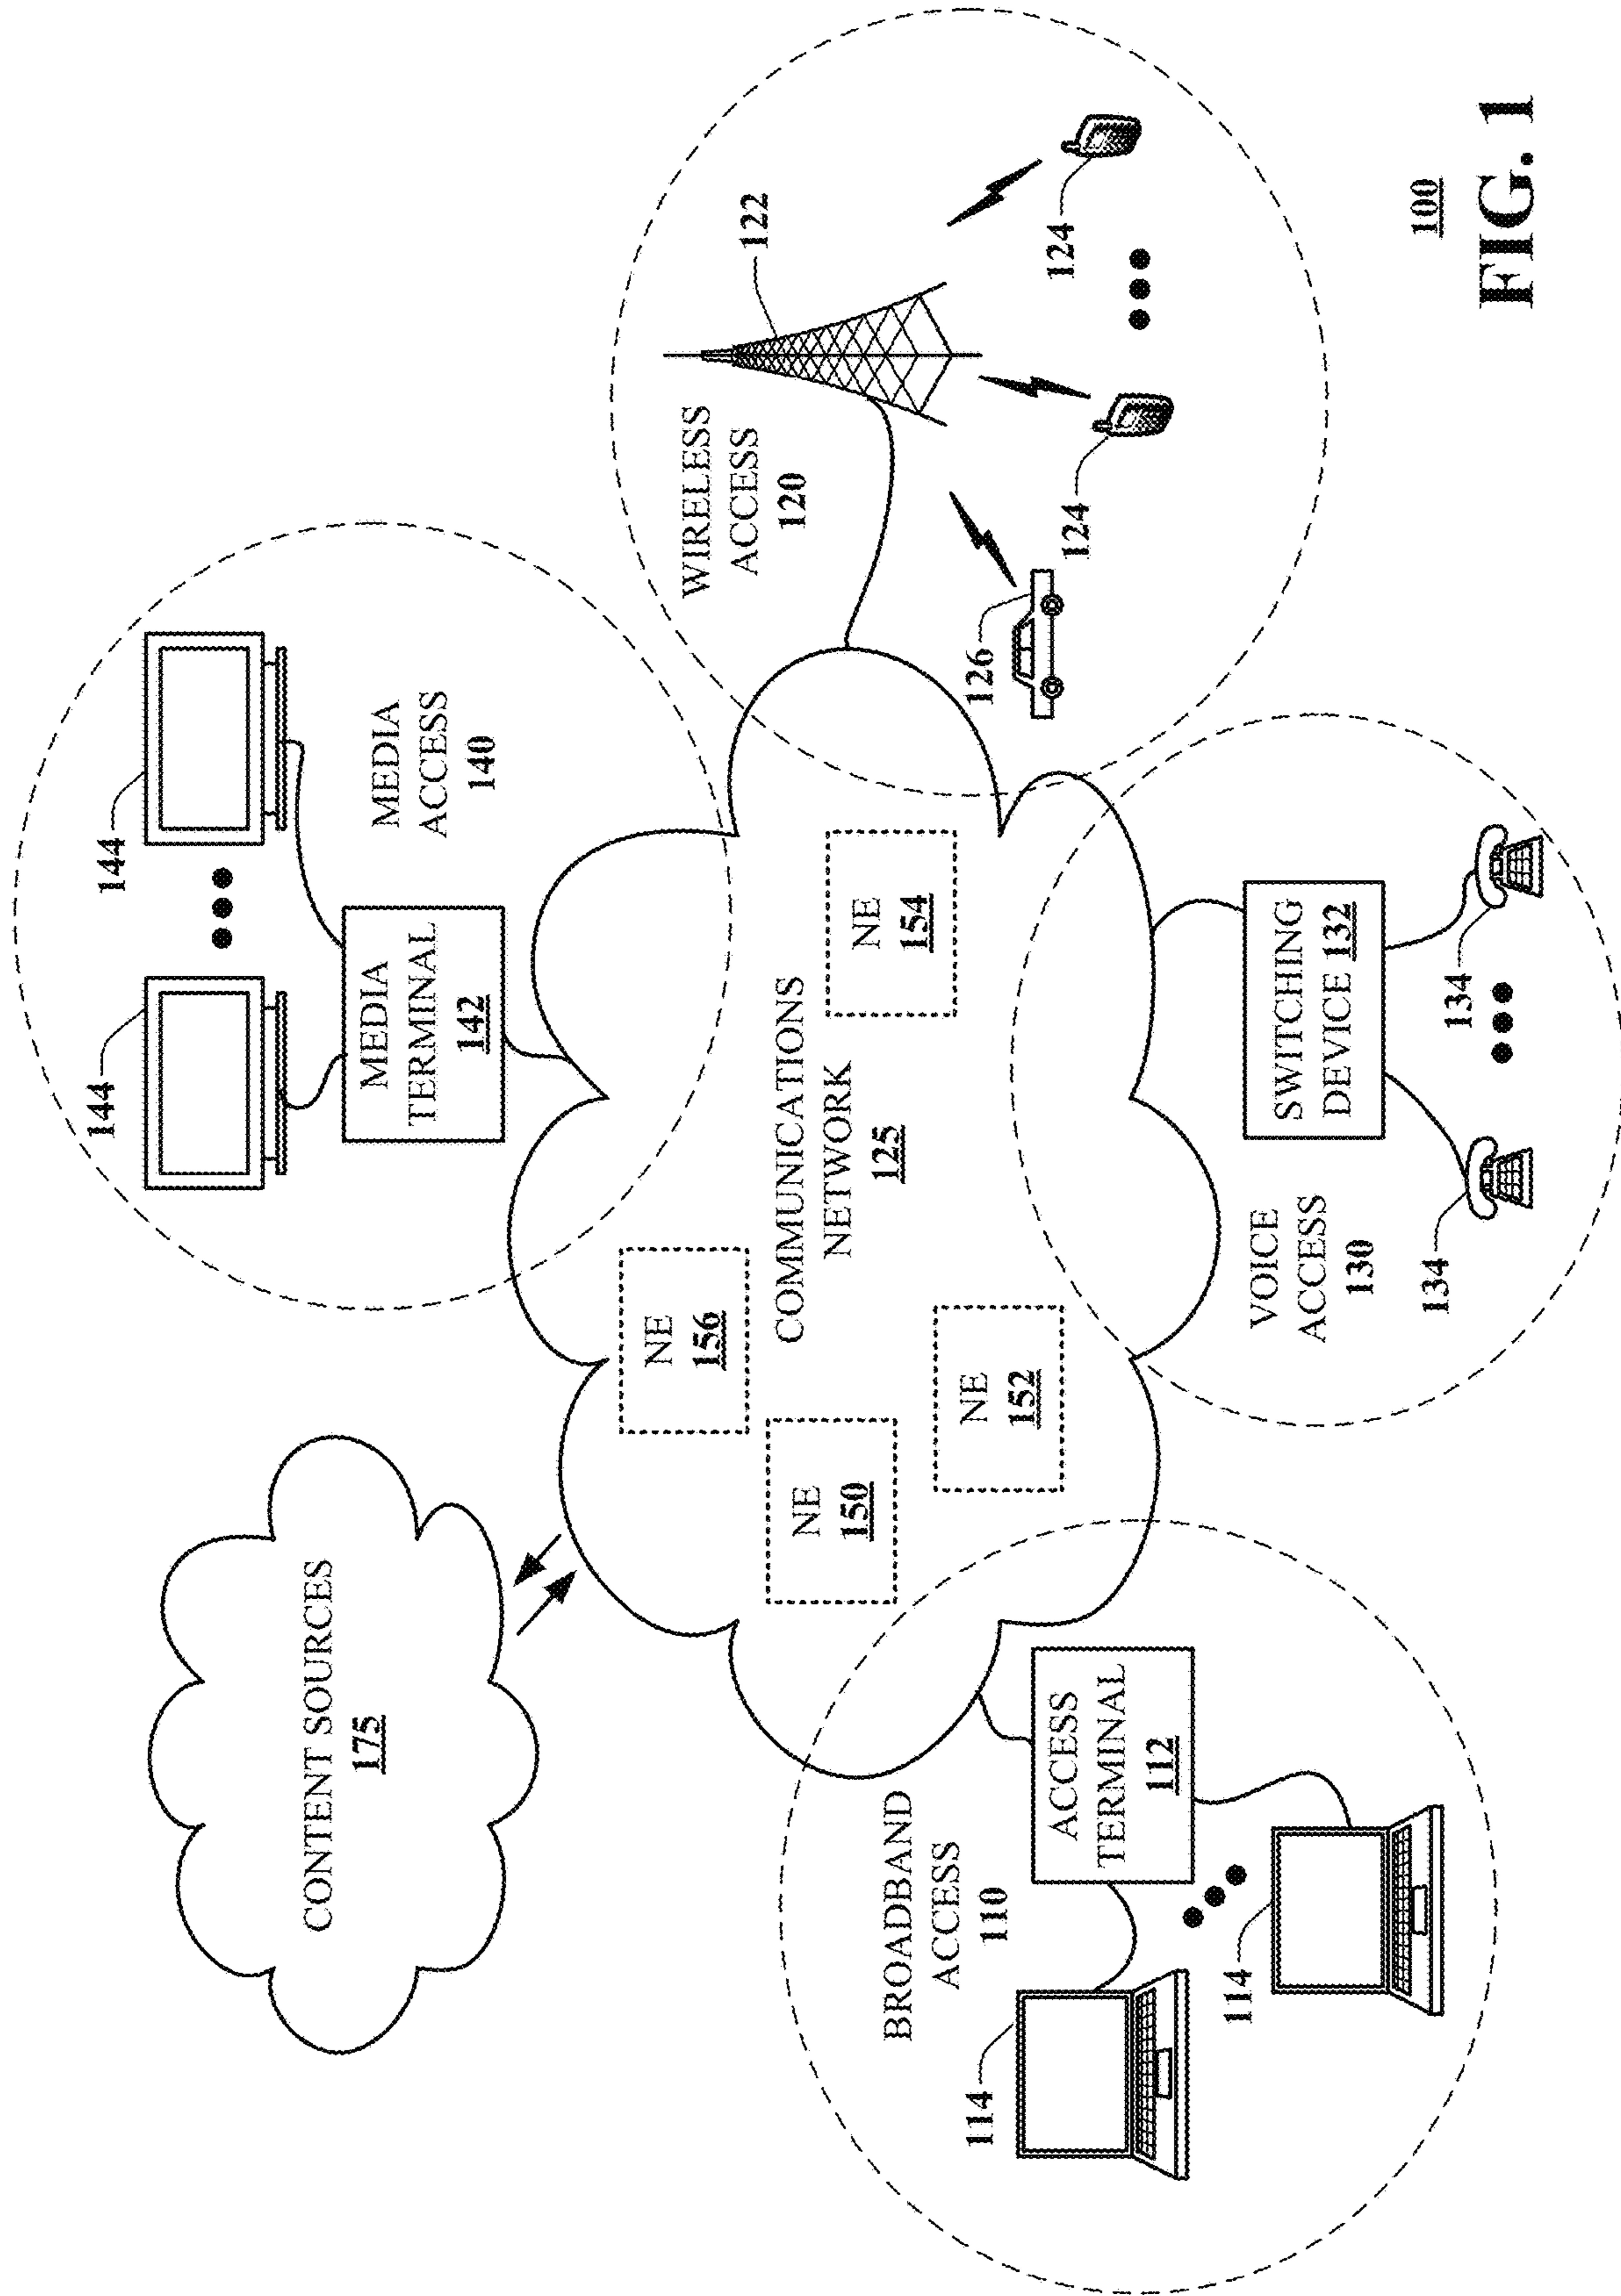 CONTENT SOURCES
175
144
144
MEDIA
TERMINAL
142
MEDIA
ACCESS
140
NE
156
NE
150
NE
152
COMMUNICATIONS
NETWORK
125
NE
154
WIRELESS
ACCESS
120
122
126
124
124
BROADBAND
ACCESS
110
ACCESS
TERMINAL
112
114
114
VOICE
ACCESS
130
SWITCHING
DEVICE 132
134
134
100
FIG. 1